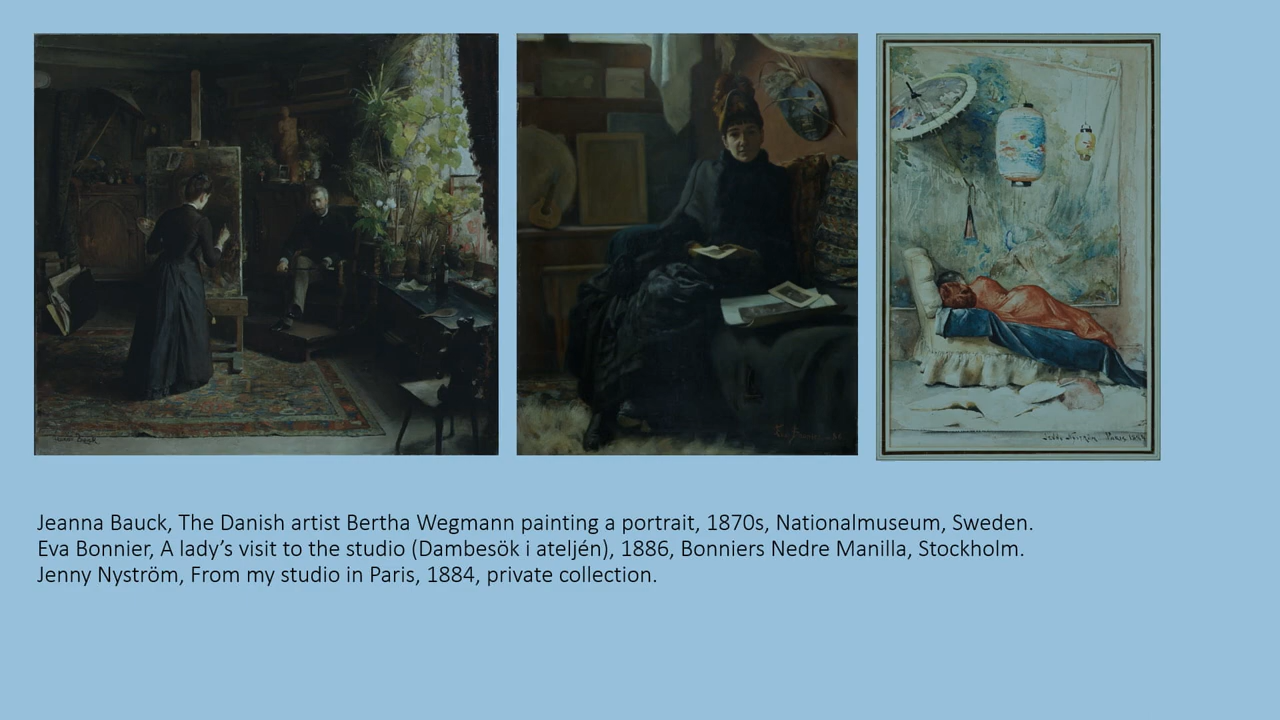 Jeanna Bauck, The Danish artist Bertha Wegmann painting a portrait, 1870s, Nationalmuseum, Sweden.
Eva Bonnier, A lady’s visit to the studio (Dambesök i ateljén), 1886, Bonniers Nedre Manilla, Stockholm.
Jenny Nyström, From my studio in Paris, 1884, private collection.